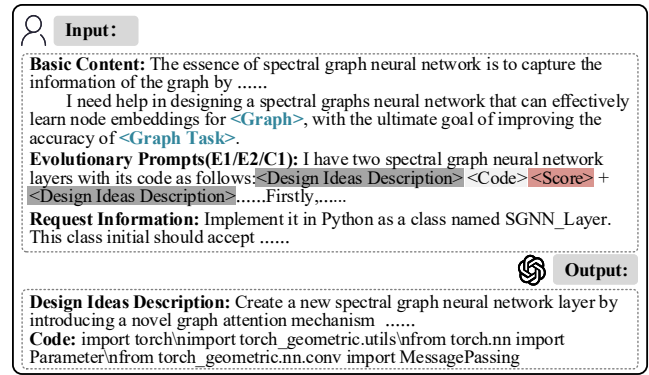 Input:
Basic Content: The essence of spectral graph neural network is to capture the
information of the graph by ......
I need help in designing a spectral graphs neural network that can effectively
learn node embeddings for <Graph>, with the ultimate goal of improving the
accuracy of <Graph Task>.
Evolutionary Prompts(E1/E2/C1): I have two spectral graph neural network
layers with its code as follows:<Design Ideas Description> <Code> <Score> +
<Design Ideas Description>......Firstly,......
Request Information: Implement it in Python as a class named SGNN_Layer.
This class initial should accept ......
Output:
Design Ideas Description: Create a new spectral graph neural network layer by
introducing a novel graph attention mechanism ......
Code: import torch\nimport torch_geometric.utils\nfrom torch.nn import
Parameter\nfrom torch_geometric.nn.conv import MessagePassing